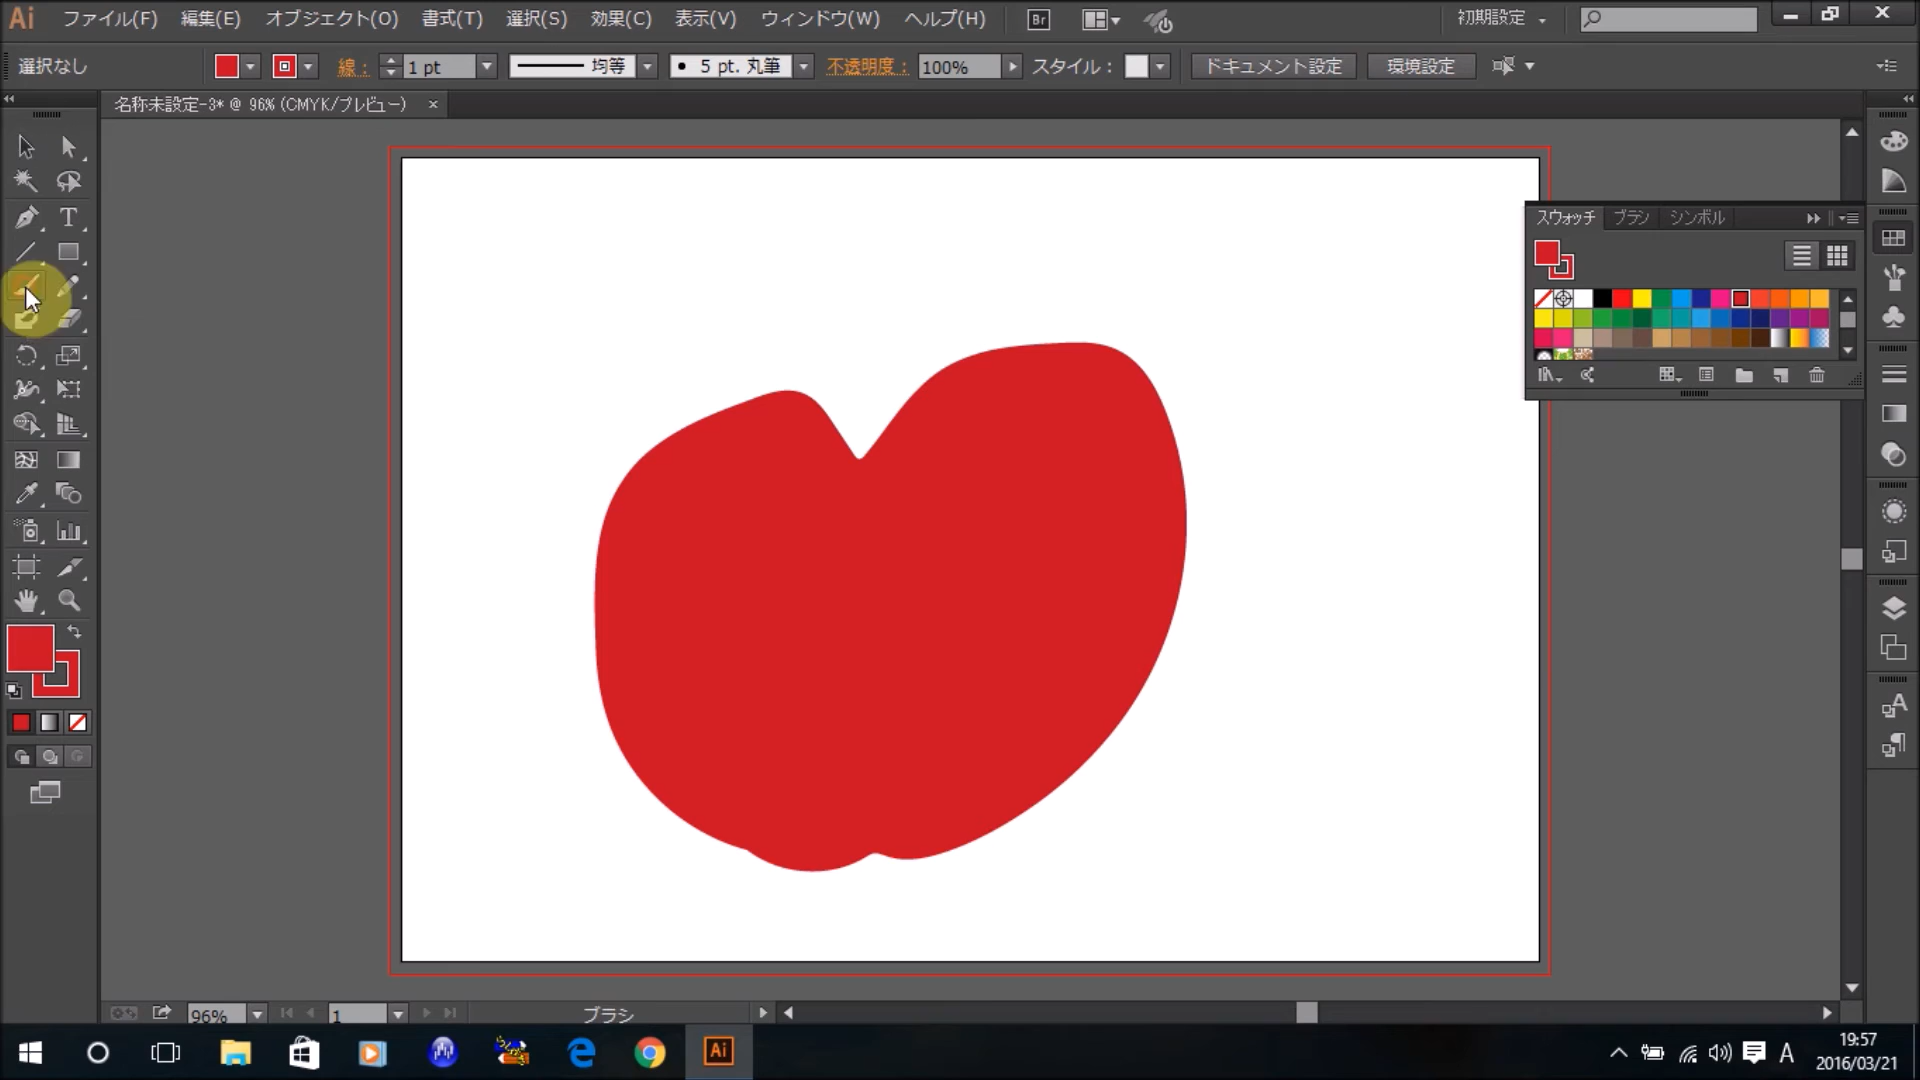 Ai ファイル(F) 編集(E) オブジェクト(O) 書式(T) 選択(S) 効果(C) 表示(V) ウィンドウ(W) ヘルプ(H) Br 初期設定
選択なし 線: 1 pt 均等 5 pt. 丸筆 不透明度: 100% スタイル: ドキュメント設定 環境設定
名称未設定-3* @ 96% (CMYK/プレビュー) ×
スウォッチ ブラシ シンボル
96% 1 ブラシ
Ai A 19:57
2016/03/21